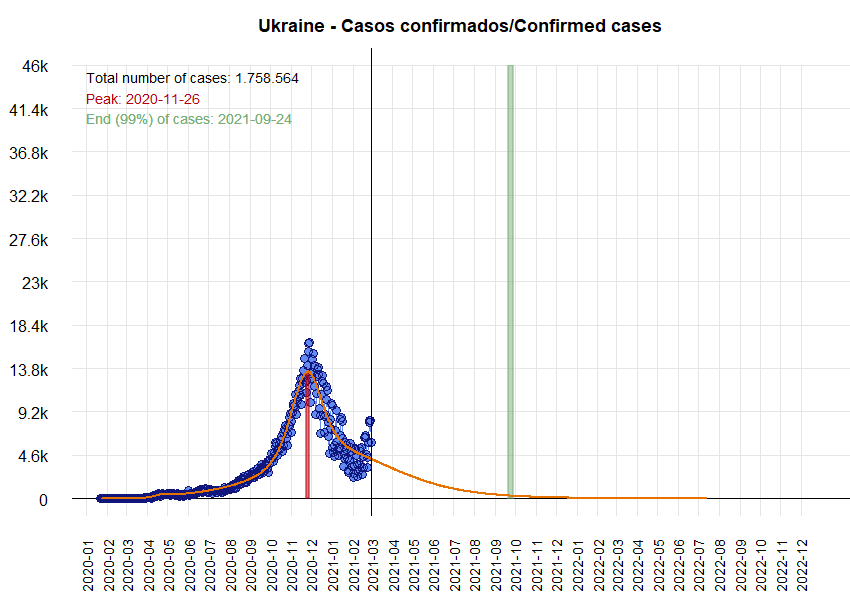 Ukraine - Casos confirmados/Confirmed cases
46k
Total number of cases: 1.758.564
Peak: 2020-11-26
End (99%) of cases: 2021-09-24
41.4k
36.8k
32.2k
27.6k
23k
18.4k
13.8k
9.2k
4.6k
0
2020-01
2020-02
2020-03
2020-04
2020-05
2020-06
2020-07
2020-08
2020-09
2020-10
2020-11
2020-12
2021-01
2021-02
2021-03
2021-04
2021-05
2021-06
2021-07
2021-08
2021-09
2021-10
2021-11
2021-12
2022-02
2022-03
2022-04
2022-05
2022-06
2022-07
2022-08
2022-09
2022-10
2022-11
2022-12